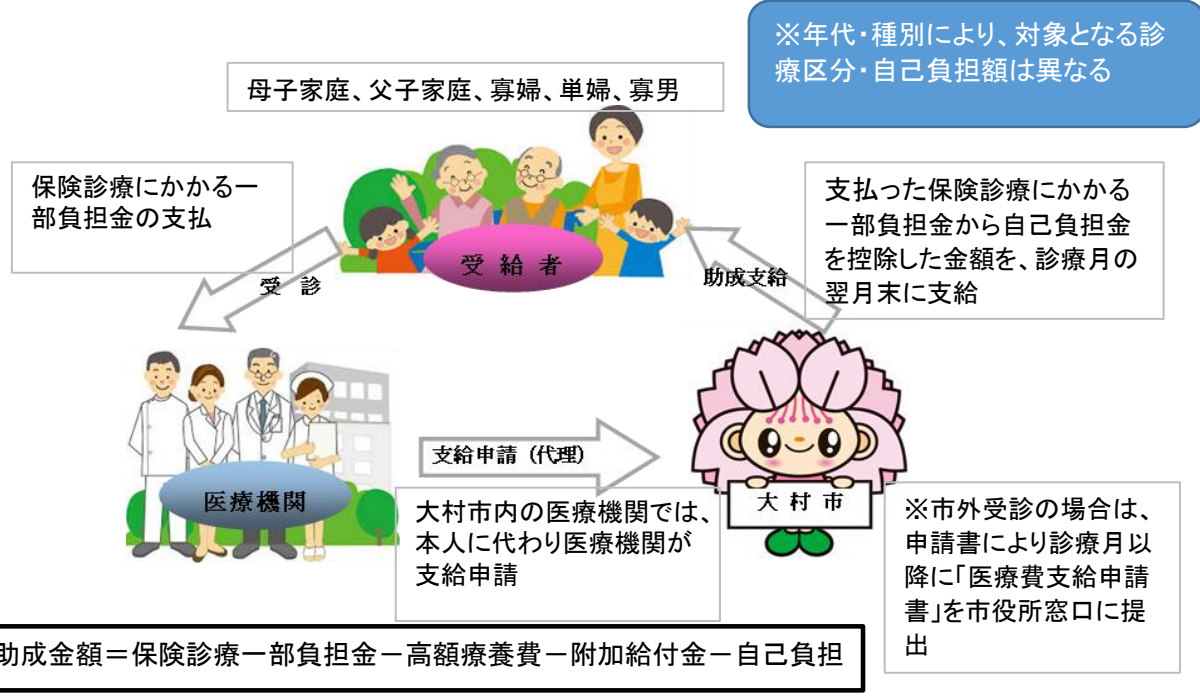 ※年代・種別により、対象となる診
療区分・自己負担額は異なる
母子家庭、父子家庭、寡婦、単婦、寡男
保険診療にかかる一
部負担金の支払
支払った保険診療にかかる
一部負担金から自己負担金
を控除した金額を、診療月の
翌月末に支給
受給者
受 診
助成支給
支給申請（代理）
医療機関
大村市
大村市内の医療機関では、
本人に代わり医療機関が
支給申請
※市外受診の場合は、
申請書により診療月以
降に「医療費支給申請
書」を市役所窓口に提
出
助成金額＝保険診療一部負担金－高額療養費－附加給付金－自己負担